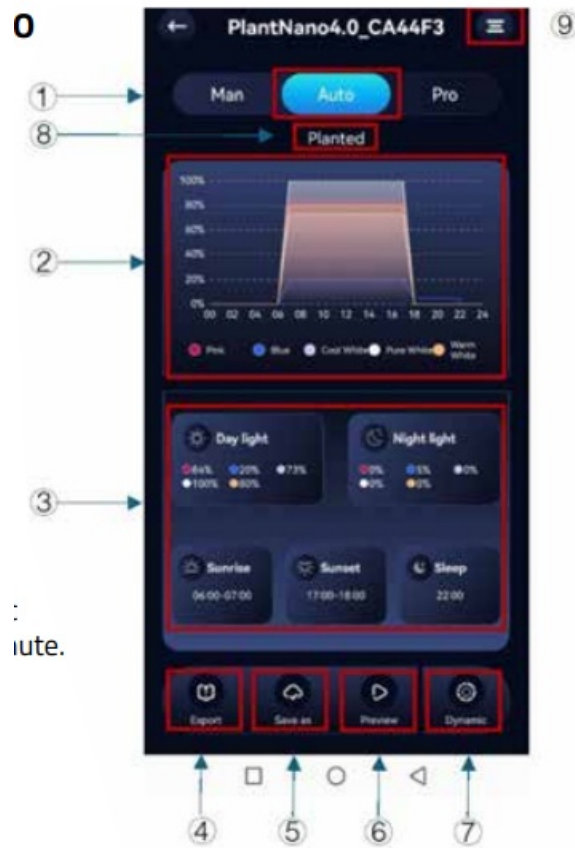 0
PlantNano4.0_CA44F3
⑨
①
Man Auto Pro
⑧
Planted
②
100%
80%
60%
40%
20%
0%
00 02 04 06 08 10 12 14 16 18 20 22 24
Pink Blue Cool White Pure White Warm White
③
Day light
64% 20% 73%
100% 80%
Night light
0% 5% 0%
0% 0%
Sunrise
06:00-07:00
Sunset
17:00-18:00
Sleep
22:00
t
ute.
Export Save as Preview Dynamic
④ ⑤ ⑥ ⑦